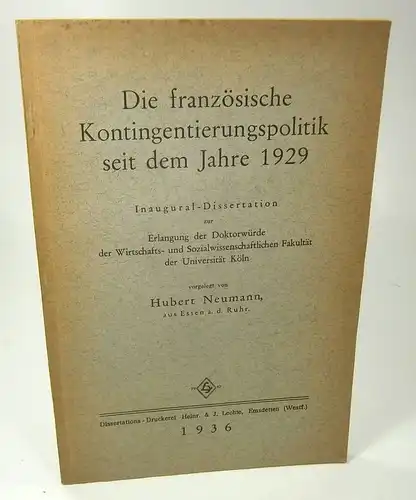 Die französische
Kontingentierungspolitik
seit dem Jahre 1929
Inaugural-Dissertation
zur
Erlangung der Doktorwürde
der Wirtschafts- und Sozialwissenschaftlichen Fakultät
der Universität Köln
vorgelegt von
Hubert Neumann,
aus Essen a. d. Ruhr.
Dissertations-Druckerei Heinr. & J. Lechte, Emsdetten (Westf.)
1936